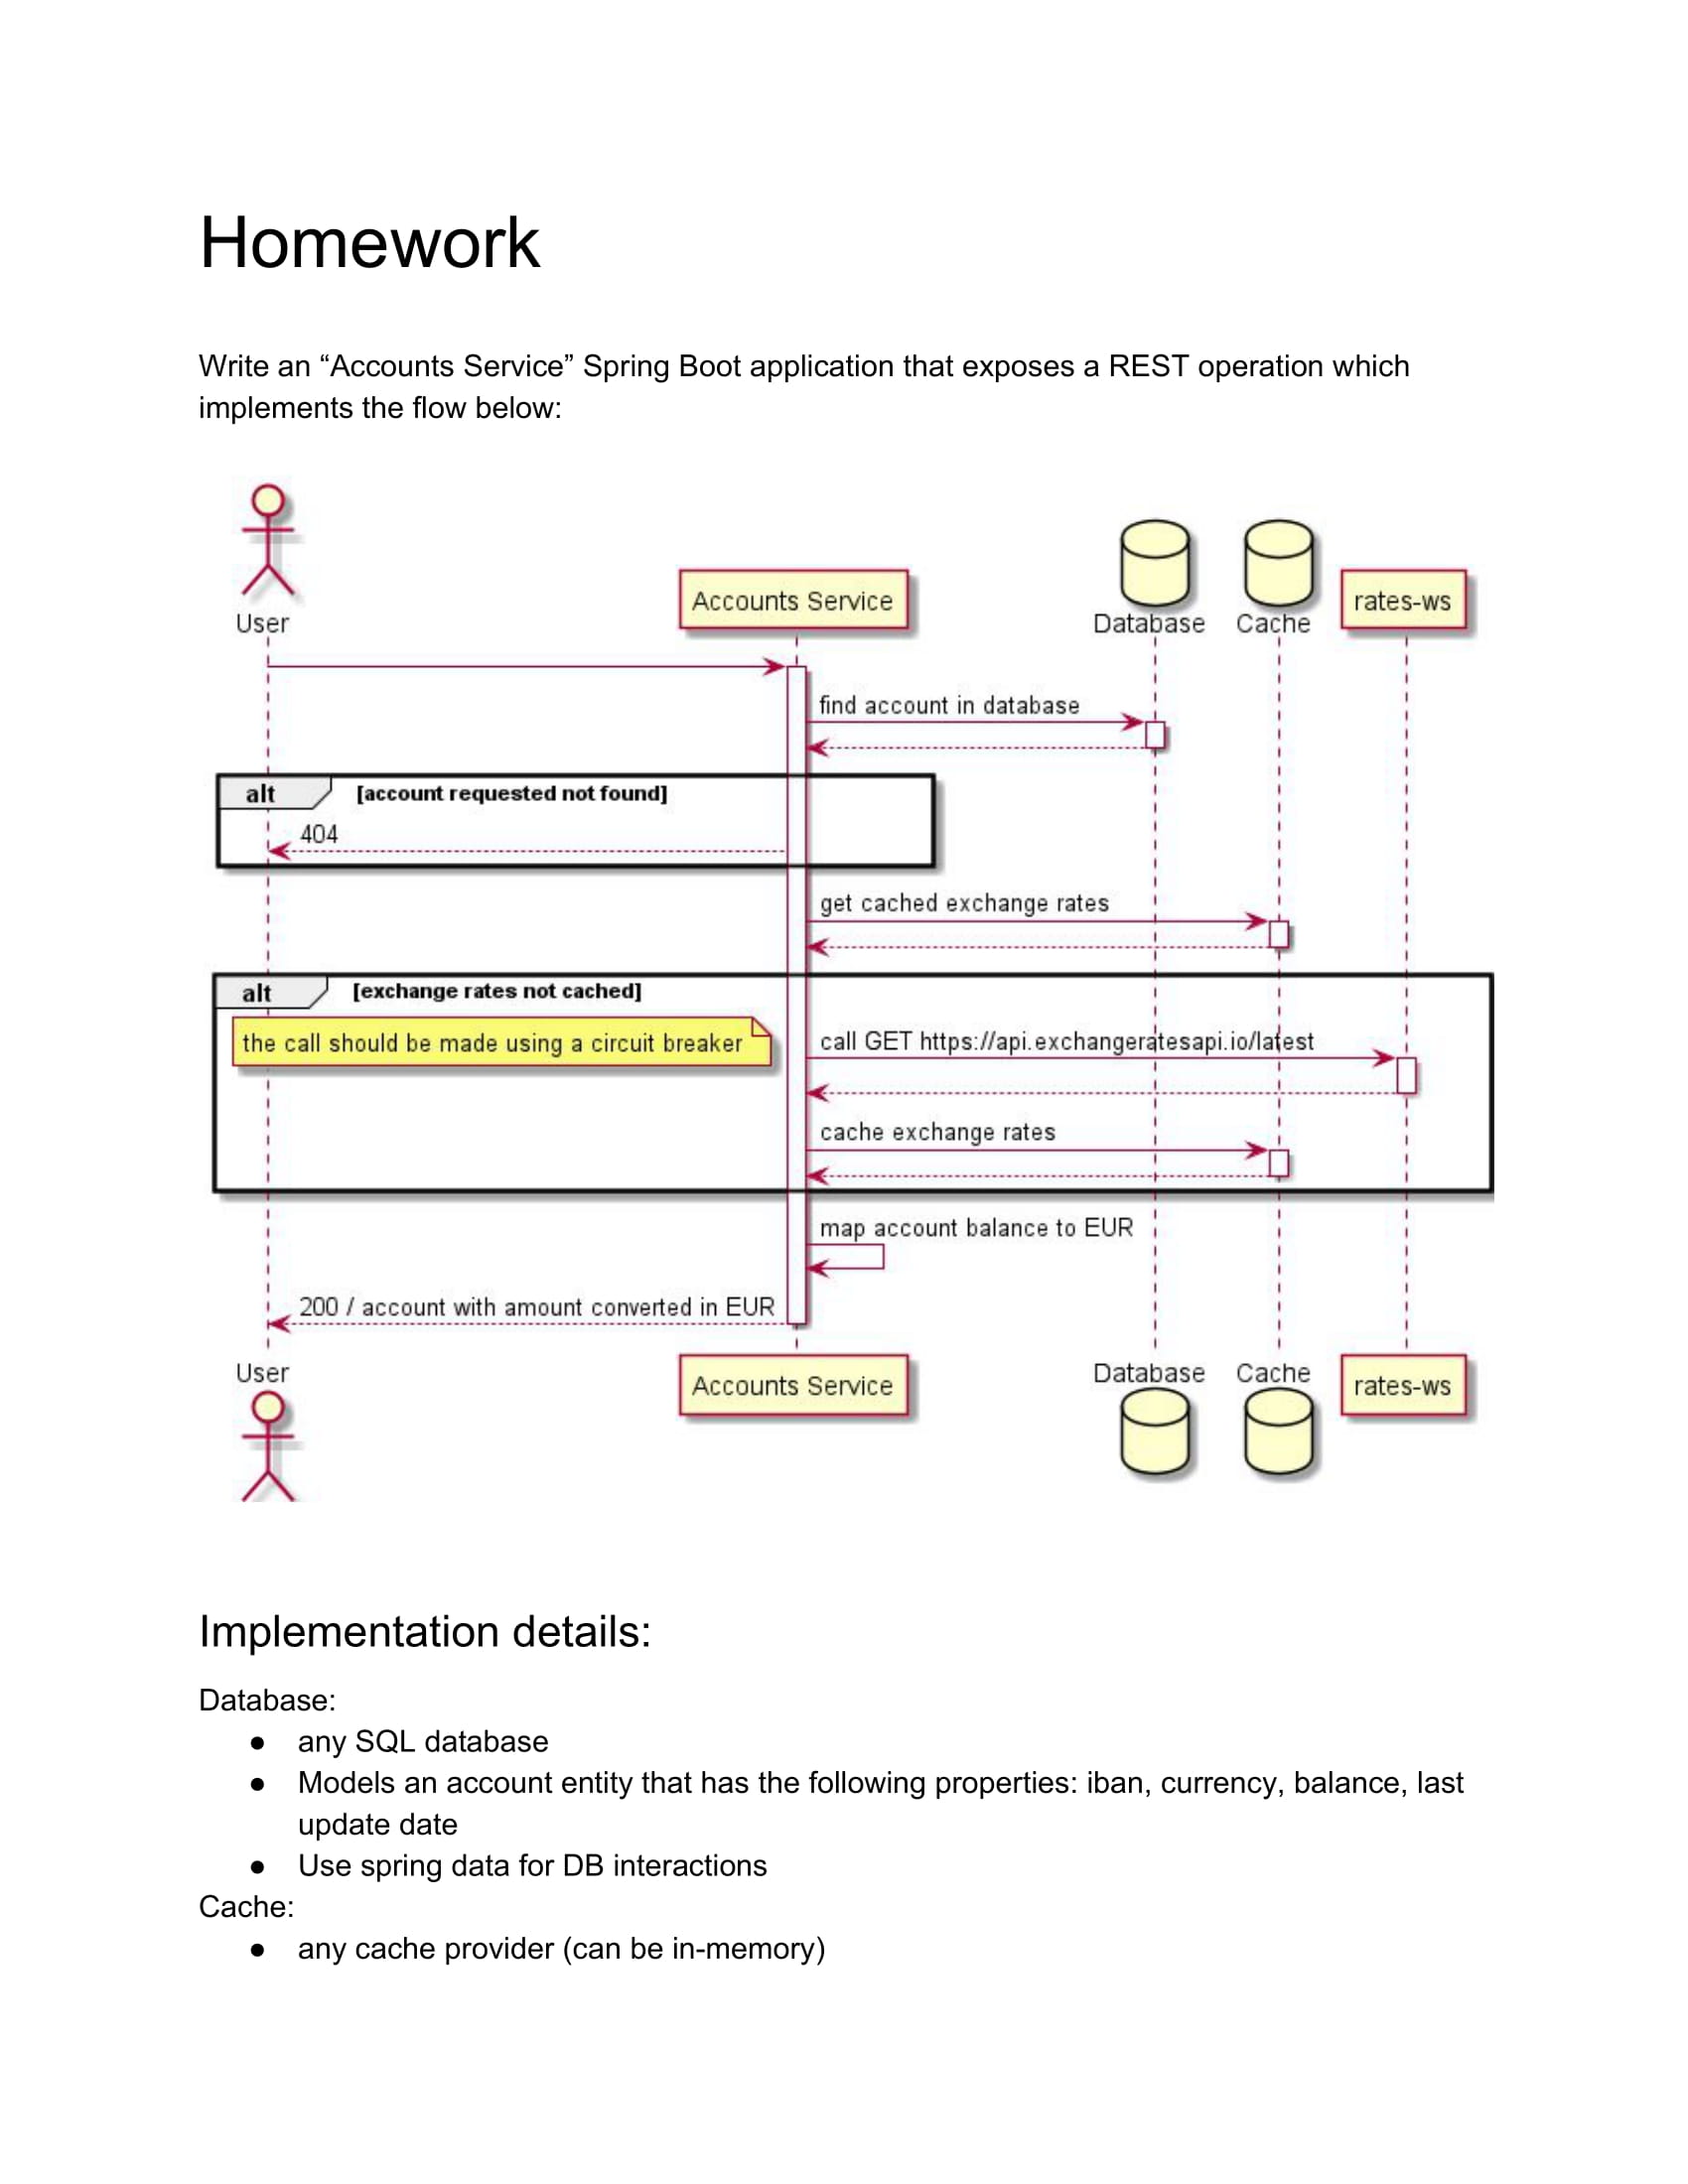 Homework
Write an “Accounts Service” Spring Boot application that exposes a REST operation which
implements the flow below:
User
Accounts Service
Database
Cache
rates-ws
find account in database
alt
[account requested not found]
404
get cached exchange rates
alt
[exchange rates not cached]
the call should be made using a circuit breaker
call GET https://api.exchangeratesapi.io/latest
cache exchange rates
map account balance to EUR
200 / account with amount converted in EUR
User
Accounts Service
Database
Cache
rates-ws
Implementation details:
Database:
● any SQL database
● Models an account entity that has the following properties: iban, currency, balance, last
update date
● Use spring data for DB interactions
Cache:
● any cache provider (can be in-memory)